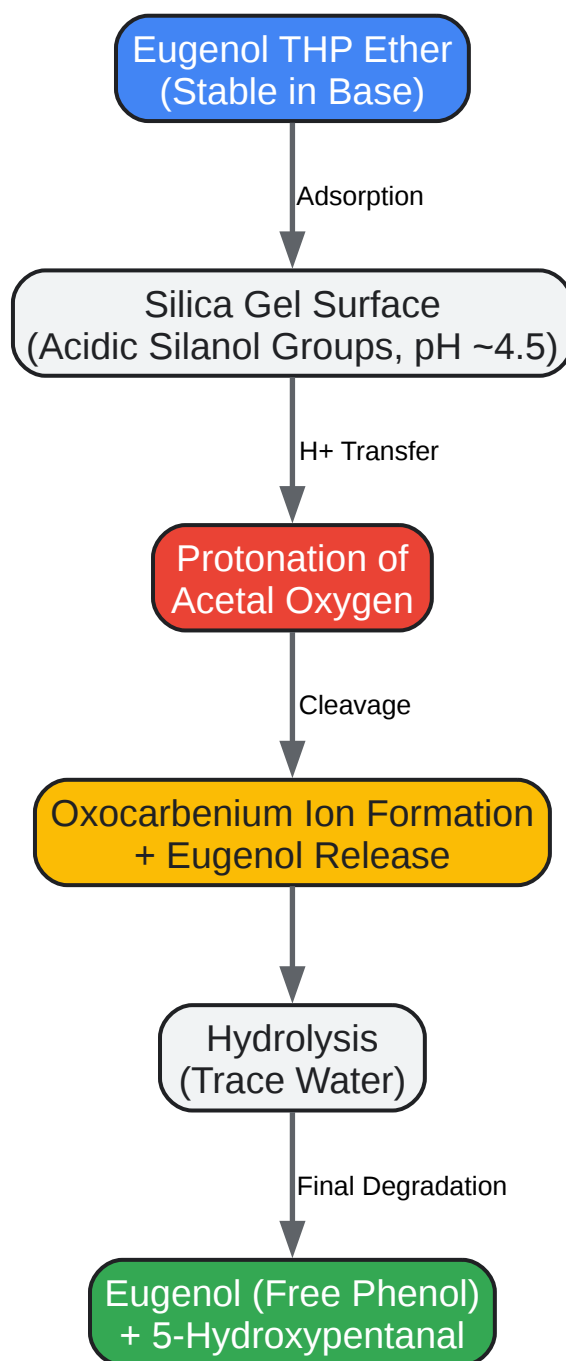 Eugenol THP Ether
(Stable in Base)
Adsorption
Silica Gel Surface
(Acidic Silanol Groups, pH ~4.5)
H+ Transfer
Protonation of
Acetal Oxygen
Cleavage
Oxocarbenium Ion Formation
+ Eugenol Release
Hydrolysis
(Trace Water)
Final Degradation
Eugenol (Free Phenol)
+ 5-Hydroxypentanal